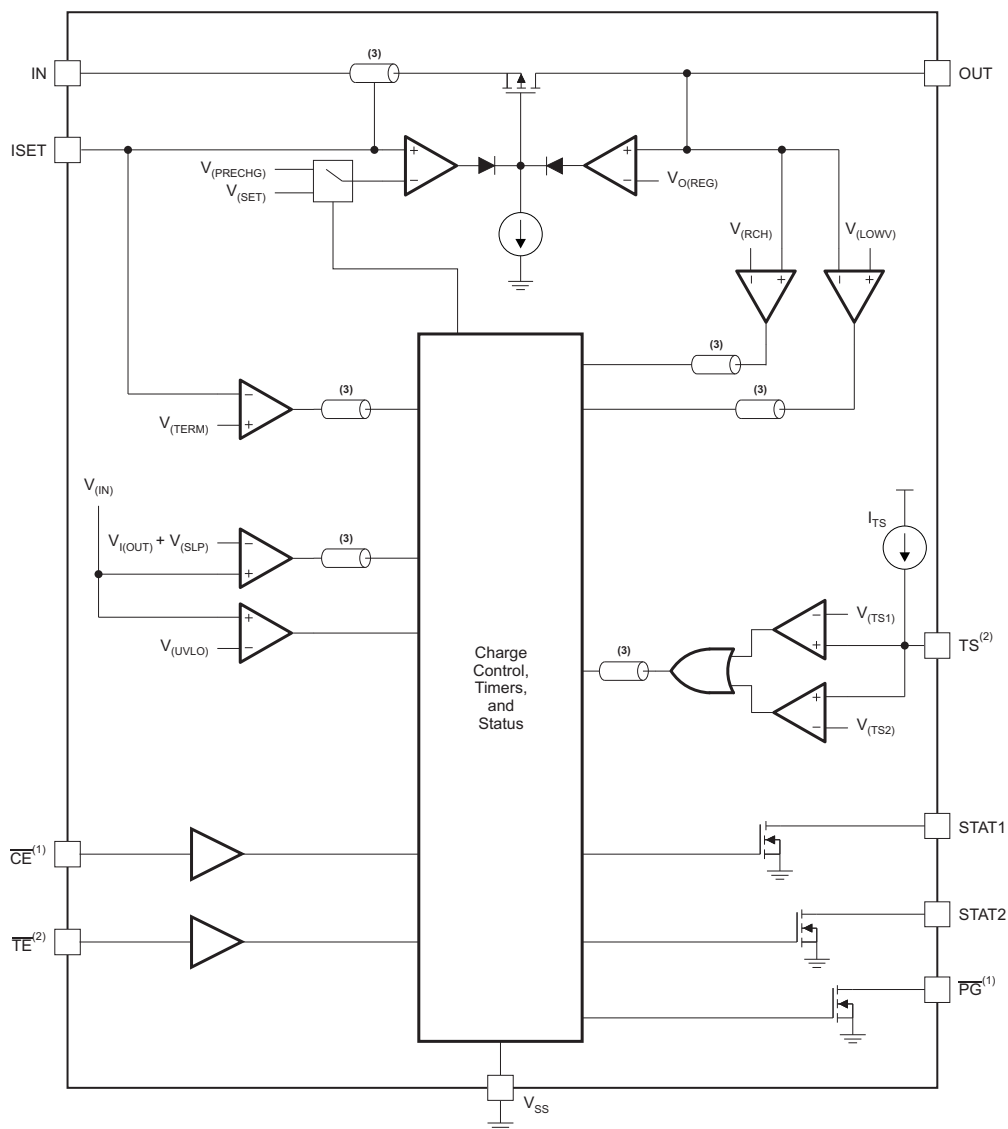 (3)
IN
OUT
ISET
+
−
V(PRECHG)
V(SET)
+
−
VO(REG)
V(RCH)
V(LOWV)
−
+
−
+
(3)
(3)
−
+
V(TERM)
(3)
V(IN)
VI(OUT) + V(SLP)
−
+
(3)
ITS
+
−
V(UVLO)
−
+
V(TS1)
TS(2)
(3)
+
−
V(TS2)
Charge
Control,
Timers,
and
Status
STAT1
CE(1)
STAT2
TE(2)
PG(1)
VSS